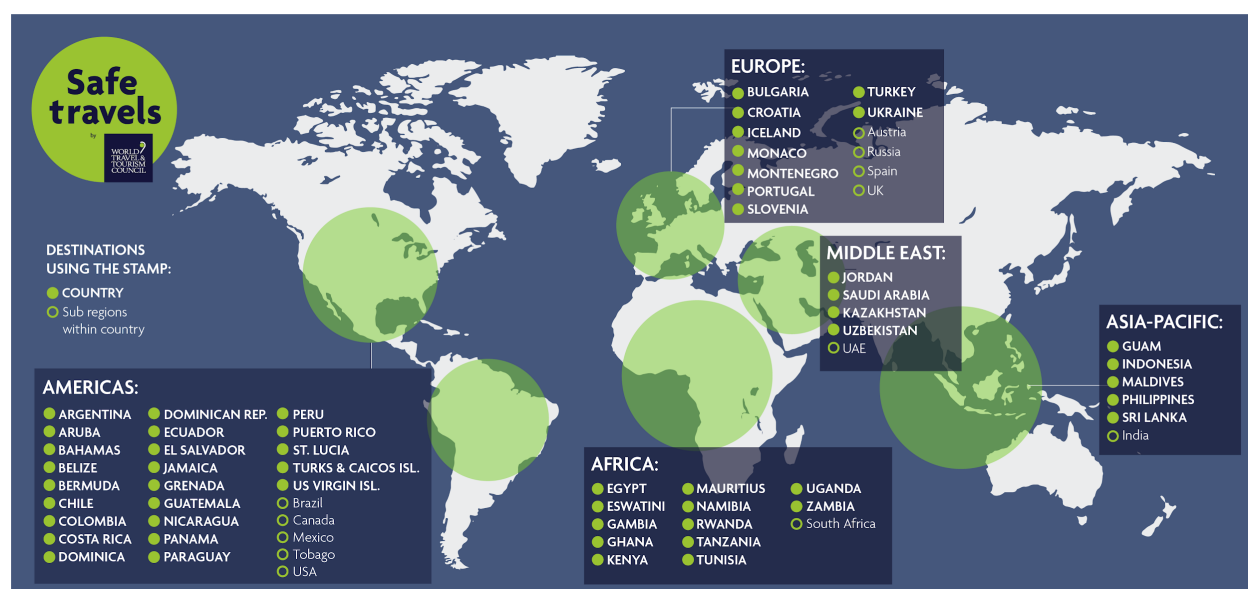 Safe
travels
by
WORLD
TRAVEL &
TOURISM
COUNCIL
DESTINATIONS
USING THE STAMP:
COUNTRY
Sub regions
within country
AMERICAS:
ARGENTINA
ARUBA
BAHAMAS
BELIZE
BERMUDA
CHILE
COLOMBIA
COSTA RICA
DOMINICA
DOMINICAN REP.
ECUADOR
EL SALVADOR
JAMAICA
GRENADA
GUATEMALA
NICARAGUA
PANAMA
PARAGUAY
PERU
PUERTO RICO
ST. LUCIA
TURKS & CAICOS ISL.
US VIRGIN ISL.
Brazil
Canada
Mexico
Tobago
USA
EUROPE:
BULGARIA
CROATIA
ICELAND
MONACO
MONTENEGRO
PORTUGAL
SLOVENIA
TURKEY
UKRAINE
Austria
Russia
Spain
UK
MIDDLE EAST:
JORDAN
SAUDI ARABIA
KAZAKHSTAN
UZBEKISTAN
UAE
AFRICA:
EGYPT
ESWATINI
GAMBIA
GHANA
KENYA
MAURITIUS
NAMIBIA
RWANDA
TANZANIA
TUNISIA
UGANDA
ZAMBIA
South Africa
ASIA-PACIFIC:
GUAM
INDONESIA
MALDIVES
PHILIPPINES
SRI LANKA
India